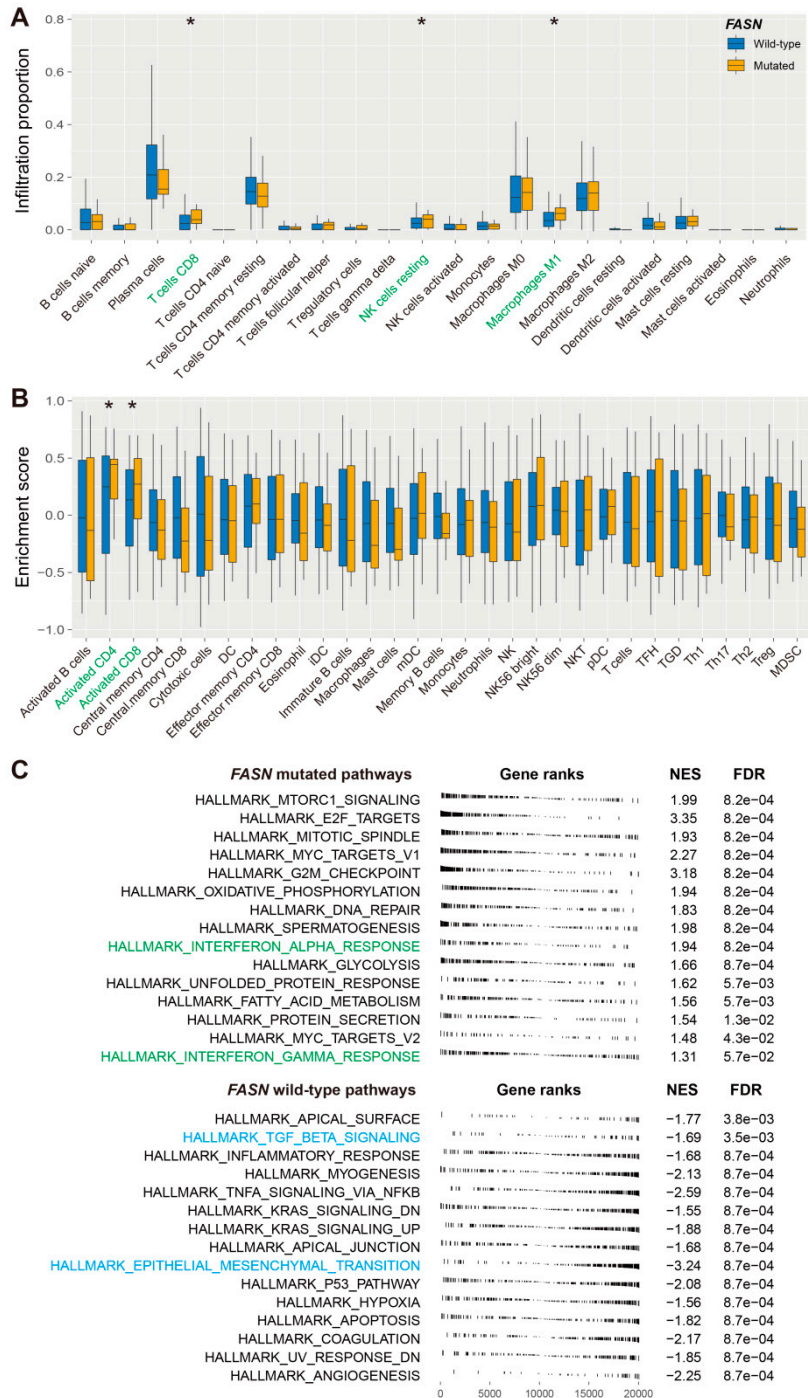 A
Infiltration proportion
0.8
0.6
0.4
0.2
0.0
*
*
*
FASN
Wild-type
Mutated
B cells naive
B cells memory
Plasma cells
T cells CD8
T cells CD4 naive
T cells CD4 memory resting
T cells CD4 memory activated
T cells follicular helper
T regulatory cells
T cells gamma delta
NK cells resting
NK cells activated
Monocytes
Macrophages M0
Macrophages M1
Macrophages M2
Dendritic cells resting
Dendritic cells activated
Mast cells resting
Mast cells activated
Eosinophils
Neutrophils
B
Enrichment score
1.0
0.5
0.0
−0.5
−1.0
*
*
Activated B cells
Activated CD4
Activated CD8
Central memory CD4
Central.memory CD8
Cytotoxic cells
DC
Effector memory CD4
Effector memory CD8
Eosinophil
iDC
Immature B cells
Macrophages
Mast cells
mDC
Memory B cells
Monocytes
Neutrophils
NK
NK56 bright
NK56 dim
NKT
pDC
T cells
TFH
TGD
Th1
Th17
Th2
Treg
MDSC
C
FASN mutated pathways Gene ranks NES FDR
HALLMARK_MTORC1_SIGNALING 1.99 8.2e−04
HALLMARK_E2F_TARGETS 3.35 8.2e−04
HALLMARK_MITOTIC_SPINDLE 1.93 8.2e−04
HALLMARK_MYC_TARGETS_V1 2.27 8.2e−04
HALLMARK_G2M_CHECKPOINT 3.18 8.2e−04
HALLMARK_OXIDATIVE_PHOSPHORYLATION 1.94 8.2e−04
HALLMARK_DNA_REPAIR 1.83 8.2e−04
HALLMARK_SPERMATOGENESIS 1.98 8.2e−04
HALLMARK_INTERFERON_ALPHA_RESPONSE 1.94 8.2e−04
HALLMARK_GLYCOLYSIS 1.66 8.7e−04
HALLMARK_UNFOLDED_PROTEIN_RESPONSE 1.62 5.7e−03
HALLMARK_FATTY_ACID_METABOLISM 1.56 5.7e−03
HALLMARK_PROTEIN_SECRETION 1.54 1.3e−02
HALLMARK_MYC_TARGETS_V2 1.48 4.3e−02
HALLMARK_INTERFERON_GAMMA_RESPONSE 1.31 5.7e−02
FASN wild-type pathways Gene ranks NES FDR
HALLMARK_APICAL_SURFACE −1.77 3.8e−03
HALLMARK_TGF_BETA_SIGNALING −1.69 3.5e−03
HALLMARK_INFLAMMATORY_RESPONSE −1.68 8.7e−04
HALLMARK_MYOGENESIS −2.13 8.7e−04
HALLMARK_TNFA_SIGNALING_VIA_NFKB −2.59 8.7e−04
HALLMARK_KRAS_SIGNALING_DN −1.55 8.7e−04
HALLMARK_KRAS_SIGNALING_UP −1.88 8.7e−04
HALLMARK_APICAL_JUNCTION −1.68 8.7e−04
HALLMARK_EPITHELIAL_MESENCHYMAL_TRANSITION −3.24 8.7e−04
HALLMARK_P53_PATHWAY −2.08 8.7e−04
HALLMARK_HYPOXIA −1.56 8.7e−04
HALLMARK_APOPTOSIS −1.82 8.7e−04
HALLMARK_COAGULATION −2.17 8.7e−04
HALLMARK_UV_RESPONSE_DN −1.85 8.7e−04
HALLMARK_ANGIOGENESIS −2.25 8.7e−04
0 5000 10000 15000 20000